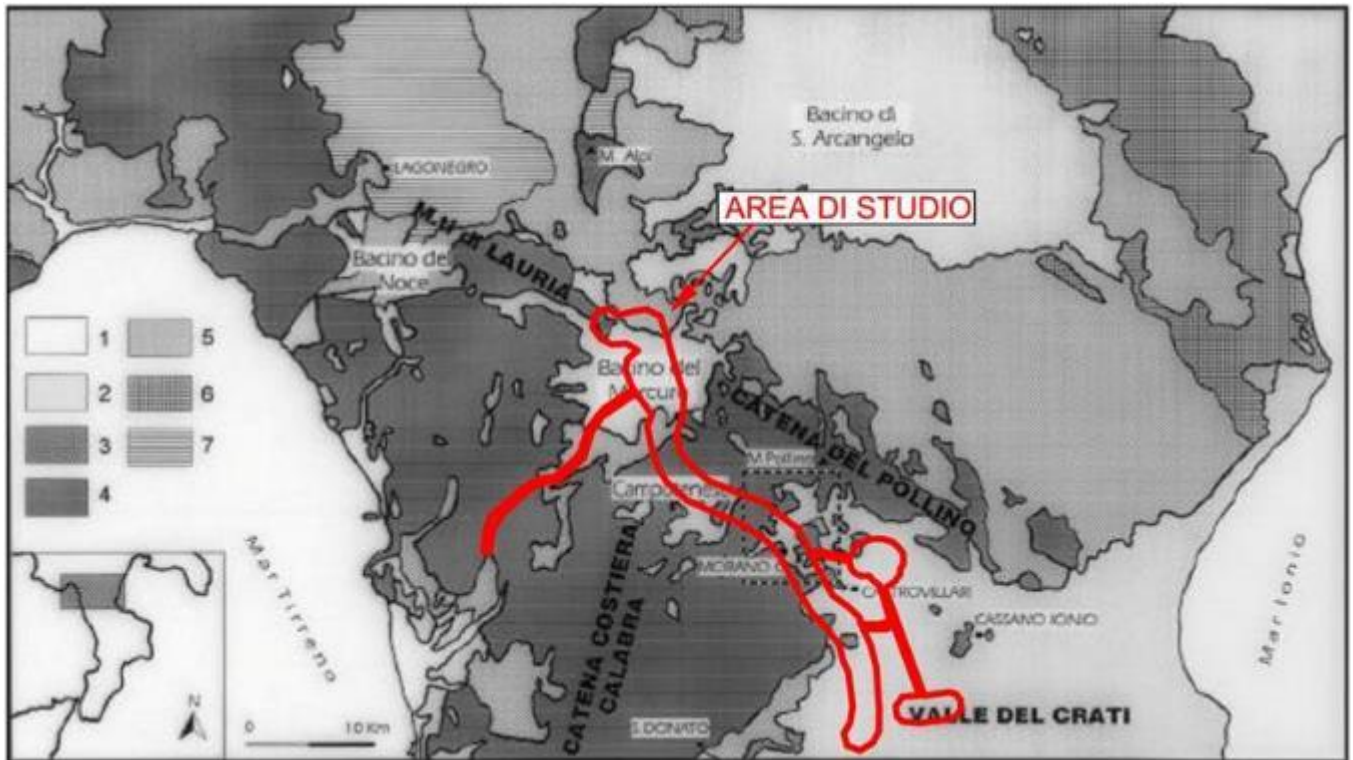 Bacino di
S. Arcangelo
M. Alpi
LAGONEGRO
AREA DI STUDIO
M.ti di LAURIA
Bacino del
Noce
1
5
2
6
3
7
4
Bacino del
Mercure
CATENA DEL POLLINO
M.Pollino
Campotenese
MORANO
CASTROVILLARI
CASSANO IONIO
CATENA COSTIERA
CALABRA
Mar Tirreno
Mar Ionio
N
0
10 Km
S.DONATO
VALLE DEL CRATI